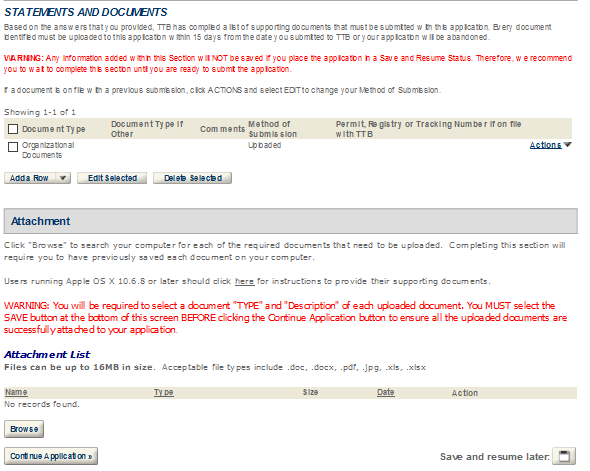 STATEMENTS AND DOCUMENTS
Based on the answers that you provided, TTB has compiled a list of supporting documents that must be submitted with this application. Every document
identified must be uploaded to this application within 15 days from the date you submitted to TTB or your application will be abandoned.
WARNING: Any information added within this Section will NOT be saved if you place the application in a Save and Resume Status. Therefore, we recommend
you to wait to complete this section until you are ready to submit the application.
If a document is on file with a previous submission, click ACTIONS and select EDIT to change your Method of Submission.
Showing 1-1 of 1
Document Type Document Type If Other Comments Method of Submission Permit, Registry or Tracking Number if on file with TTB
Organizational Documents Uploaded Actions
Add a Row Edit Selected Delete Selected
Attachment
Click "Browse" to search your computer for each of the required documents that need to be uploaded. Completing this section will
require you to have previously saved each document on your computer.
Users running Apple OS X 10.6.8 or later should click here for instructions to provide their supporting documents.
WARNING: You will be required to select a document "TYPE" and "Description" of each uploaded document. You MUST select the
SAVE button at the bottom of this screen BEFORE clicking the Continue Application button to ensure all the uploaded documents are
successfully attached to your application.
Attachment List
Files can be up to 16MB in size. Acceptable file types include .doc, .docx, .pdf, .jpg, .xls, .xlsx
Name Type Size Date Action
No records found.
Browse
Continue Application » Save and resume later: